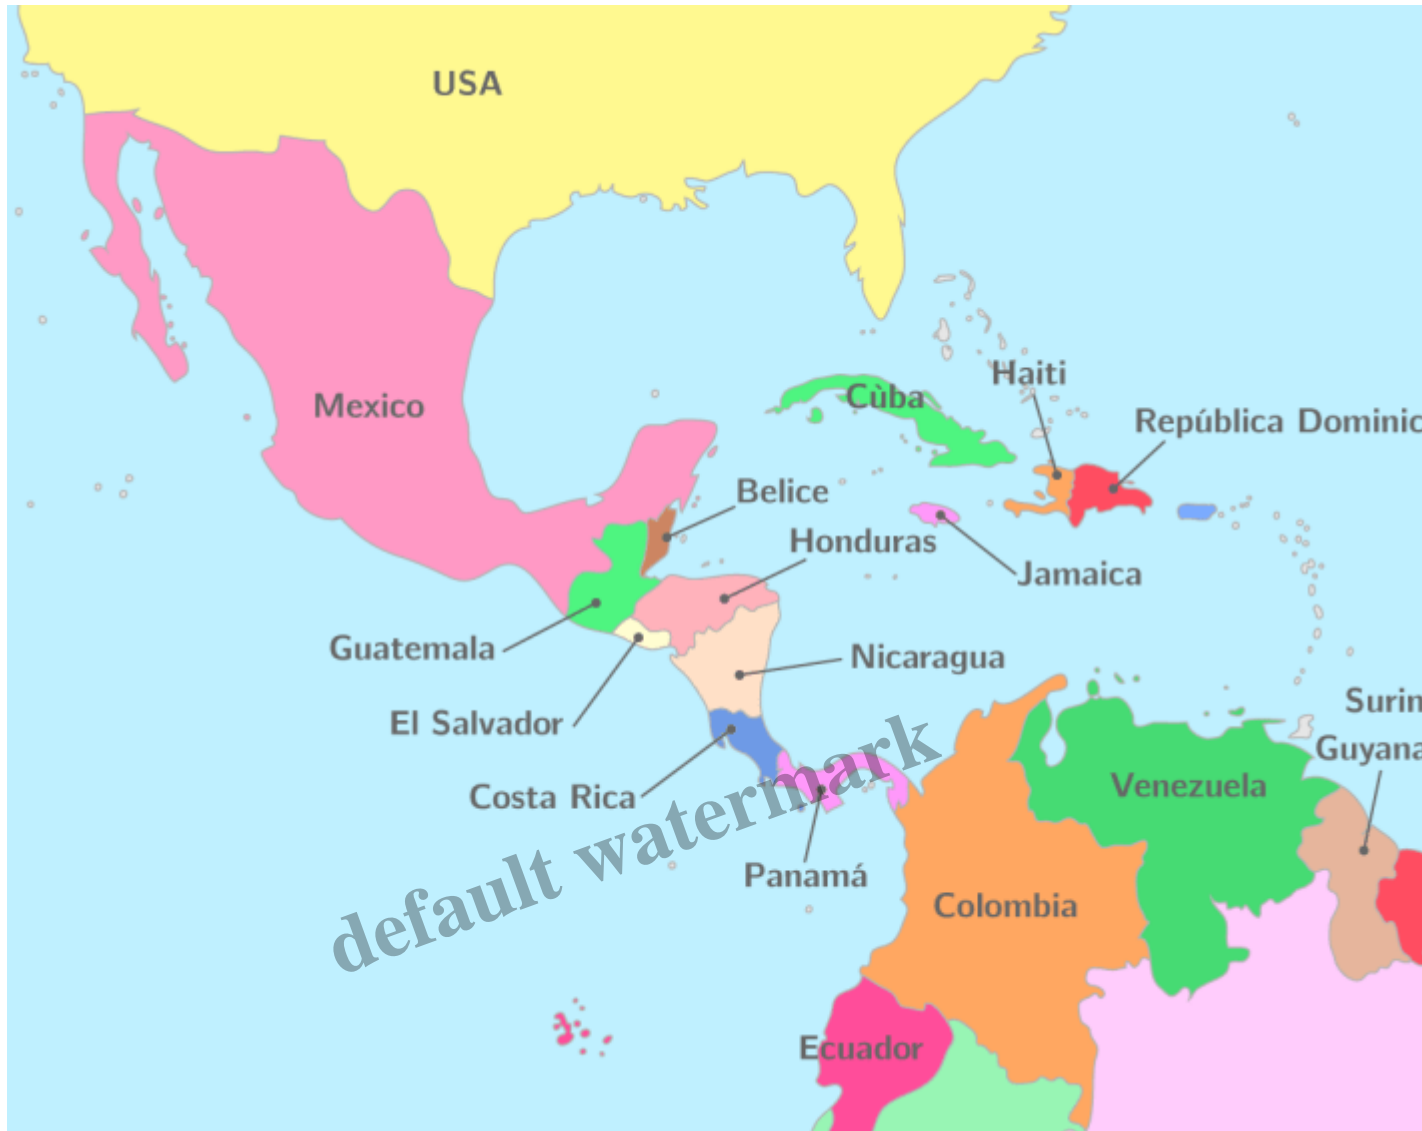 USA
Haiti
Cùba
Mexico
República Dominic
Belice
Honduras
Jamaica
Guatemala
Nicaragua
Surin
El Salvador
Guyana
Venezuela
Costa Rica
default watermark
Panamá
Colombia
Ecuador